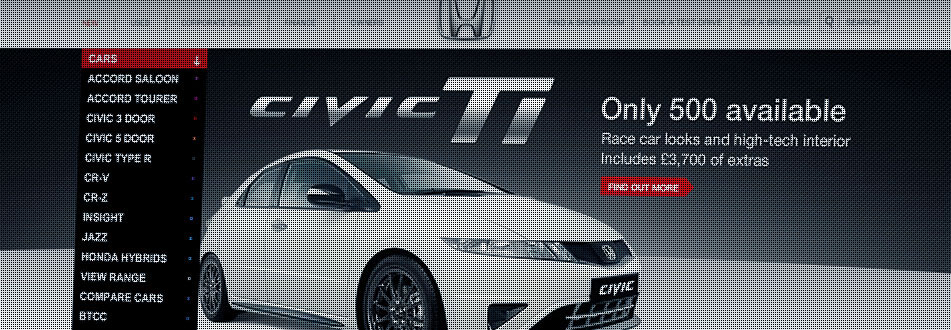 CARS
ACCORD SALOON
ACCORD TOURER
CIVIC 3 DOOR
CIVIC 5 DOOR
CIVIC TYPE R
CR-V
CR-Z
INSIGHT
JAZZ
HONDA HYBRIDS
VIEW RANGE
COMPARE CARS
BTCC
CIVIC Ti
Only 500 available
Race car looks and high-tech interior
Includes £3,700 of extras
FIND OUT MORE
CIVIC